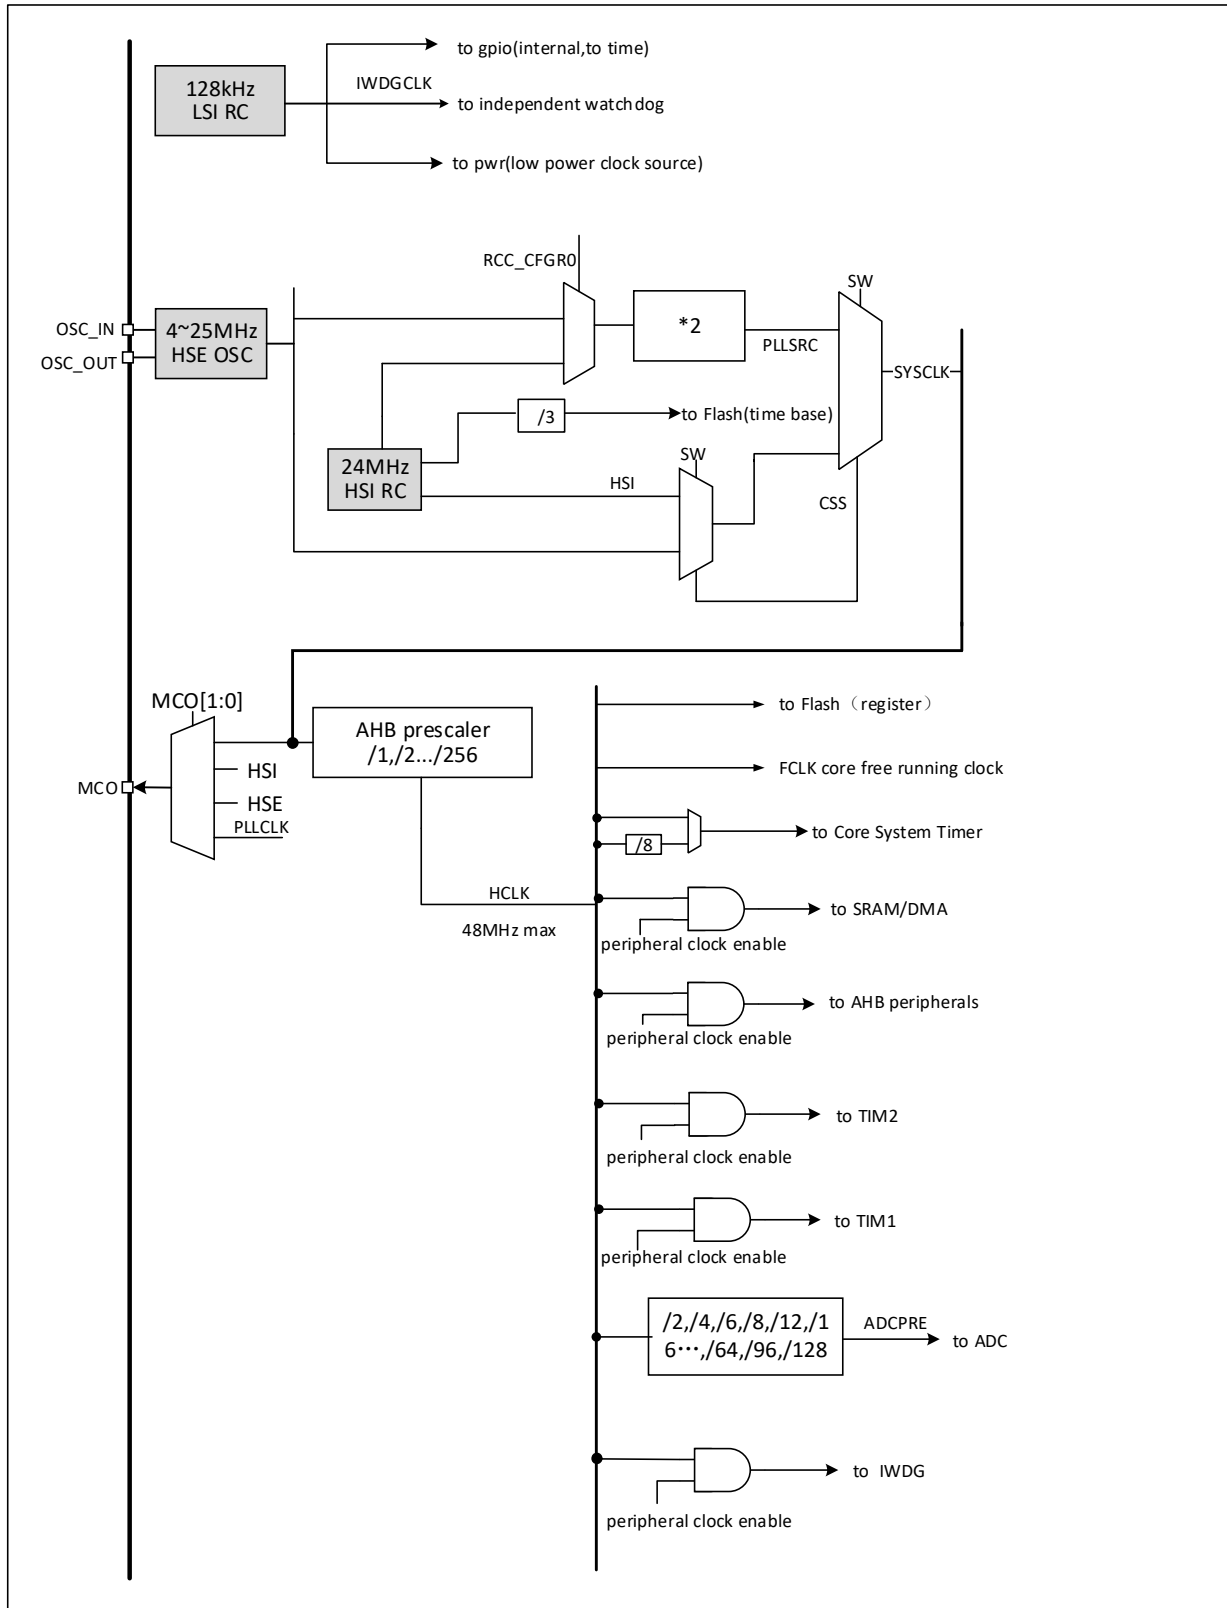 to gpio(internal,to time)
128kHz
LSI RC
IWDGCLK
to independent watchdog
to pwr(low power clock source)
RCC_CFGR0
SW
OSC_IN
OSC_OUT
4~25MHz
HSE OSC
*2
PLLSRC
SYSCLK
/3
to Flash(time base)
24MHz
HSI RC
HSI
SW
CSS
MCO[1:0]
MCO
HSI
HSE
PLLCLK
AHB prescaler
/1,/2.../256
HCLK
48MHz max
to Flash（register）
FCLK core free running clock
/8
to Core System Timer
to SRAM/DMA
peripheral clock enable
to AHB peripherals
peripheral clock enable
to TIM2
peripheral clock enable
to TIM1
peripheral clock enable
/2,/4,/6,/8,/12,/1
6···,/64,/96,/128
ADCPRE
to ADC
to IWDG
peripheral clock enable